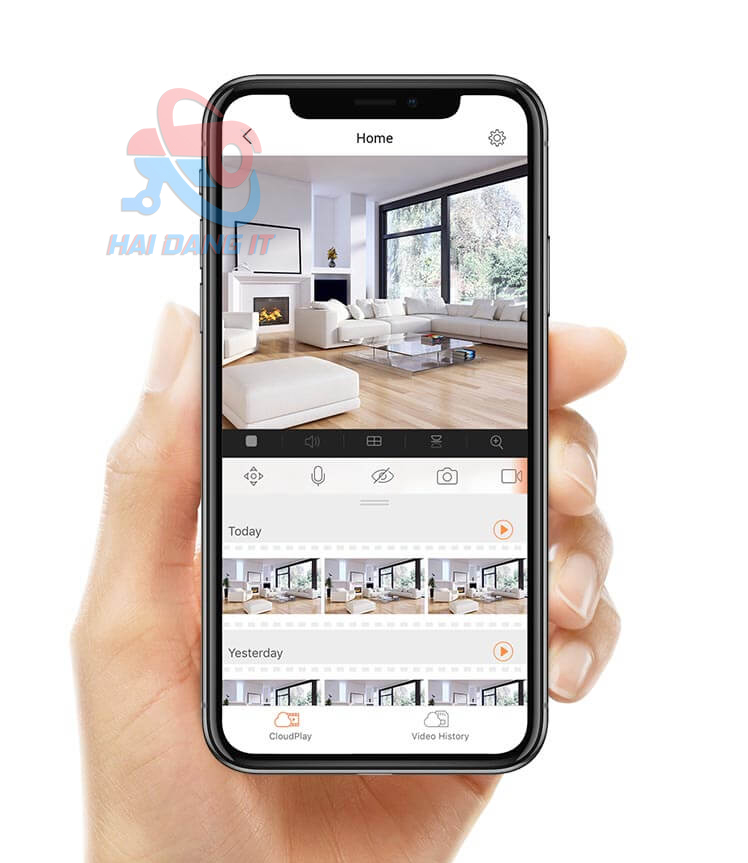 Home
HAI DANG IT
Today
Yesterday
CloudPlay
Video History